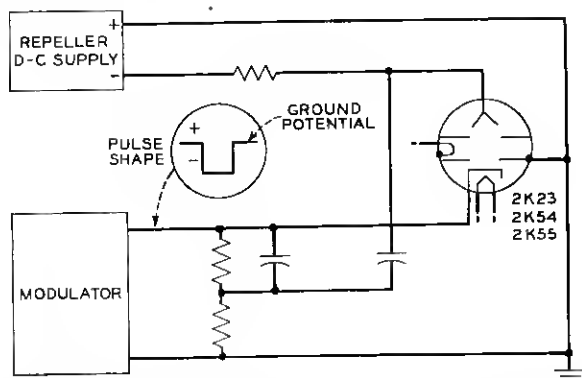 REPELLER
D-C SUPPLY
+
-
PULSE
SHAPE
+
-
GROUND
POTENTIAL
2K23
2K54
2K55
MODULATOR